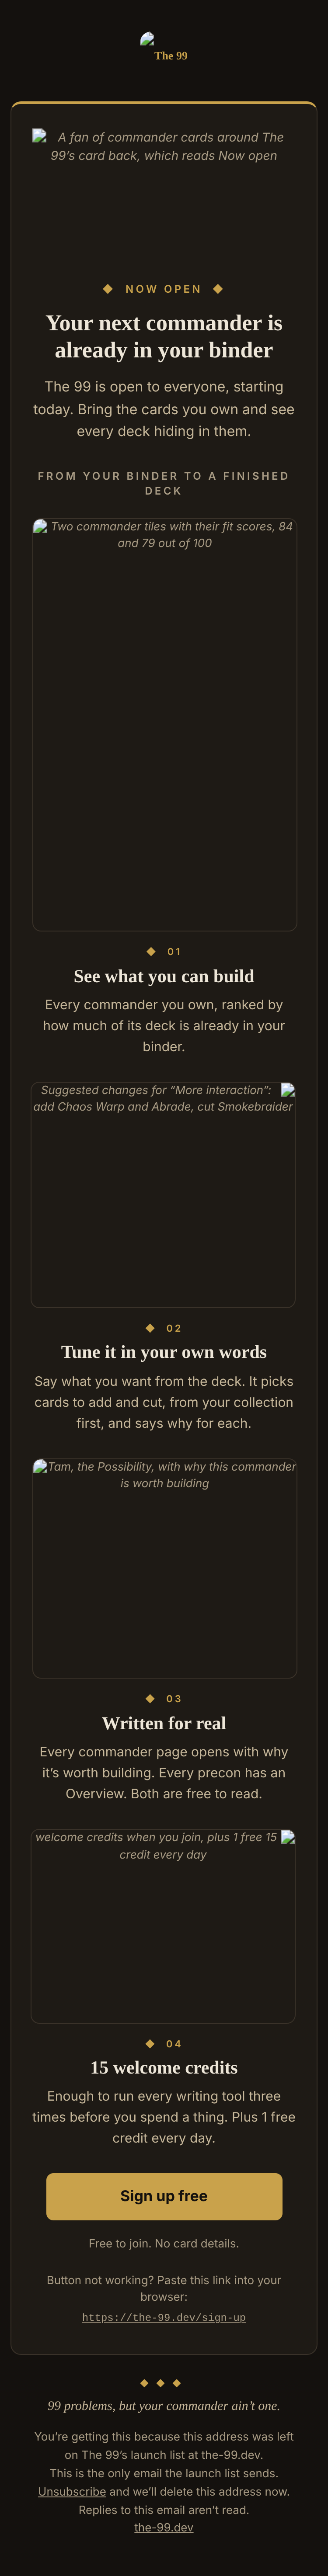 The 99
A fan of commander cards around The
99’s card back, which reads Now open
NOW OPEN
Your next commander is
already in your binder
The 99 is open to everyone, starting
today. Bring the cards you own and see
every deck hiding in them.
FROM YOUR BINDER TO A FINISHED
DECK
Two commander tiles with their fit scores, 84
and 79 out of 100
01
See what you can build
Every commander you own, ranked by
how much of its deck is already in your
binder.
Suggested changes for “More interaction”:
add Chaos Warp and Abrade, cut Smokebraider
02
Tune it in your own words
Say what you want from the deck. It picks
cards to add and cut, from your collection
first, and says why for each.
Tam, the Possibility, with why this commander
is worth building
03
Written for real
Every commander page opens with why
it’s worth building. Every precon has an
Overview. Both are free to read.
welcome credits when you join, plus 1 free 15
credit every day
04
15 welcome credits
Enough to run every writing tool three
times before you spend a thing. Plus 1 free
credit every day.
Sign up free
Free to join. No card details.
Button not working? Paste this link into your
browser:
https://the-99.dev/sign-up
99 problems, but your commander ain’t one.
You’re getting this because this address was left
on The 99’s launch list at the-99.dev.
This is the only email the launch list sends.
Unsubscribe and we’ll delete this address now.
Replies to this email aren’t read.
the-99.dev